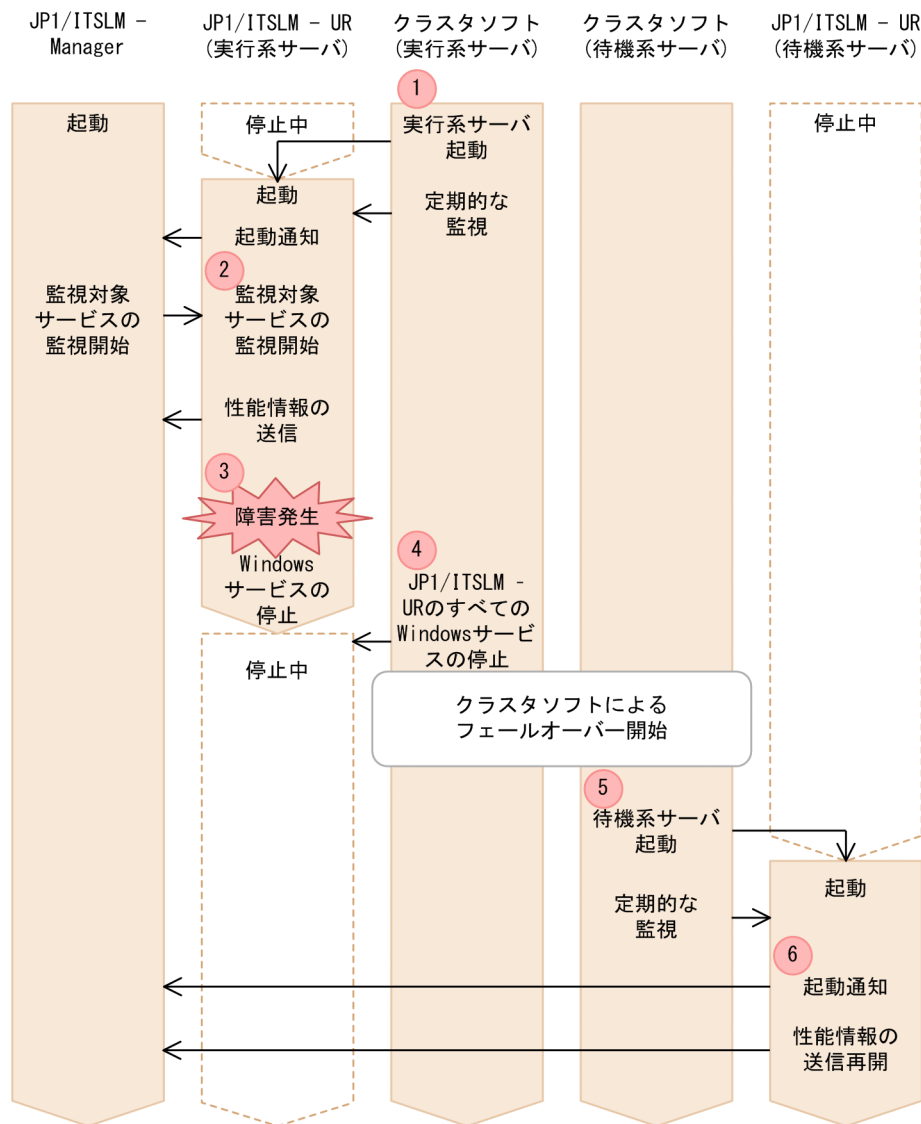 JP1/ITSLM -
Manager
JP1/ITSLM - UR
(実行系サーバ)
クラスタソフト
(実行系サーバ)
クラスタソフト
(待機系サーバ)
JP1/ITSLM - UR
(待機系サーバ)
1
起動
停止中
実行系サーバ
起動
停止中
起動
定期的な
監視
起動通知
2
監視対象
サービスの
監視開始
監視対象
サービスの
監視開始
性能情報の
送信
3
障害発生
Windows
サービスの
停止
4
JP1/ITSLM -
URのすべての
Windowsサービ
スの停止
停止中
クラスタソフトによる
フェールオーバー開始
5
待機系サーバ
起動
起動
定期的な
監視
6
起動通知
性能情報の
送信再開